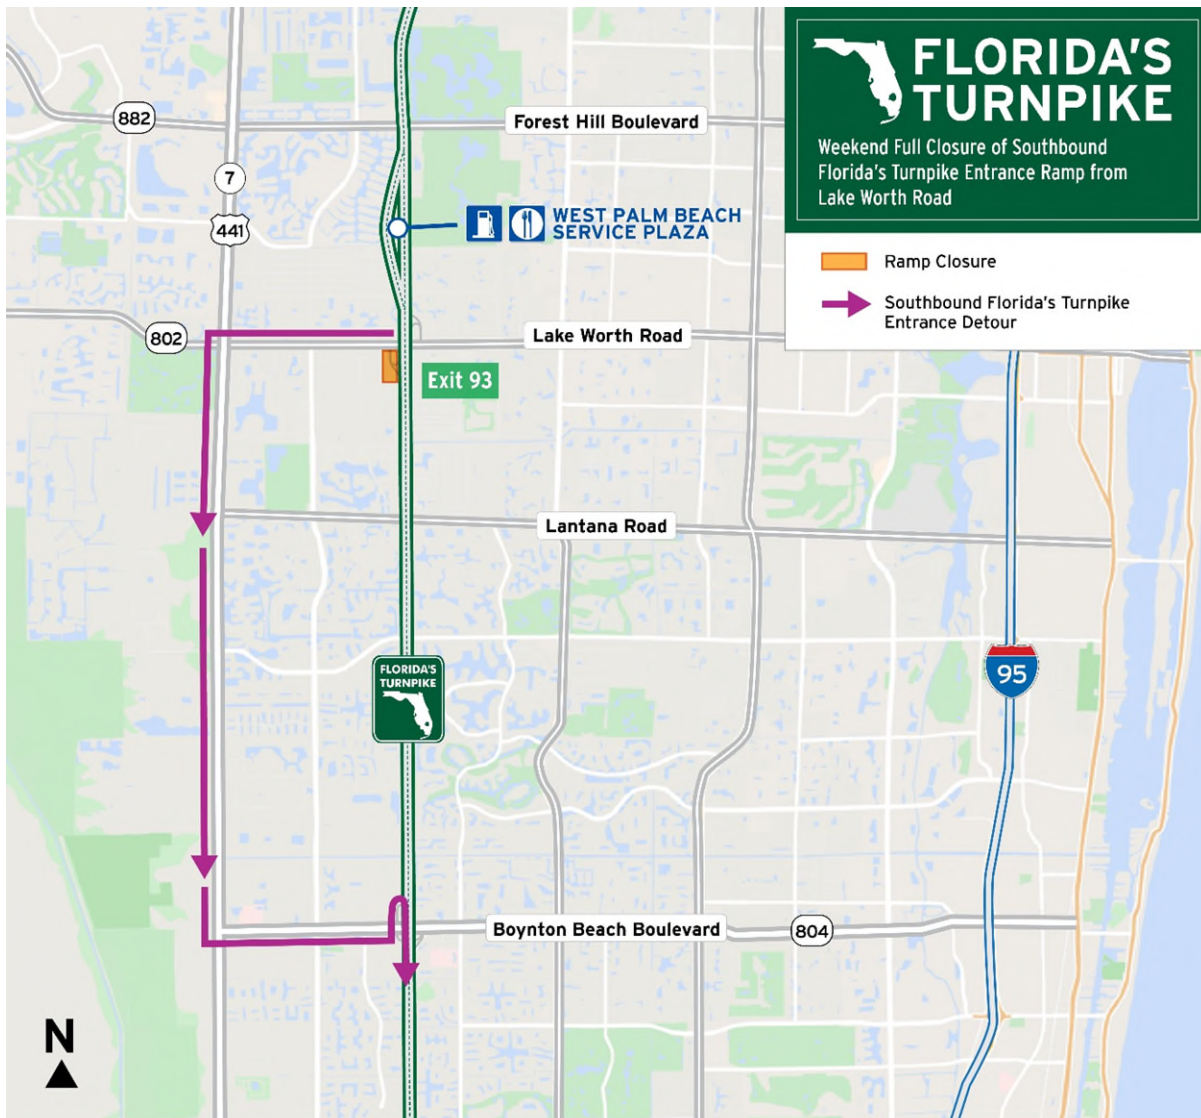 FLORIDA'S
TURNPIKE
Weekend Full Closure of Southbound
Florida's Turnpike Entrance Ramp from
Lake Worth Road
Ramp Closure
Southbound Florida's Turnpike
Entrance Detour
882
Forest Hill Boulevard
7
441
WEST PALM BEACH
SERVICE PLAZA
802
Lake Worth Road
Exit 93
Lantana Road
FLORIDA'S
TURNPIKE
95
Boynton Beach Boulevard
804
N